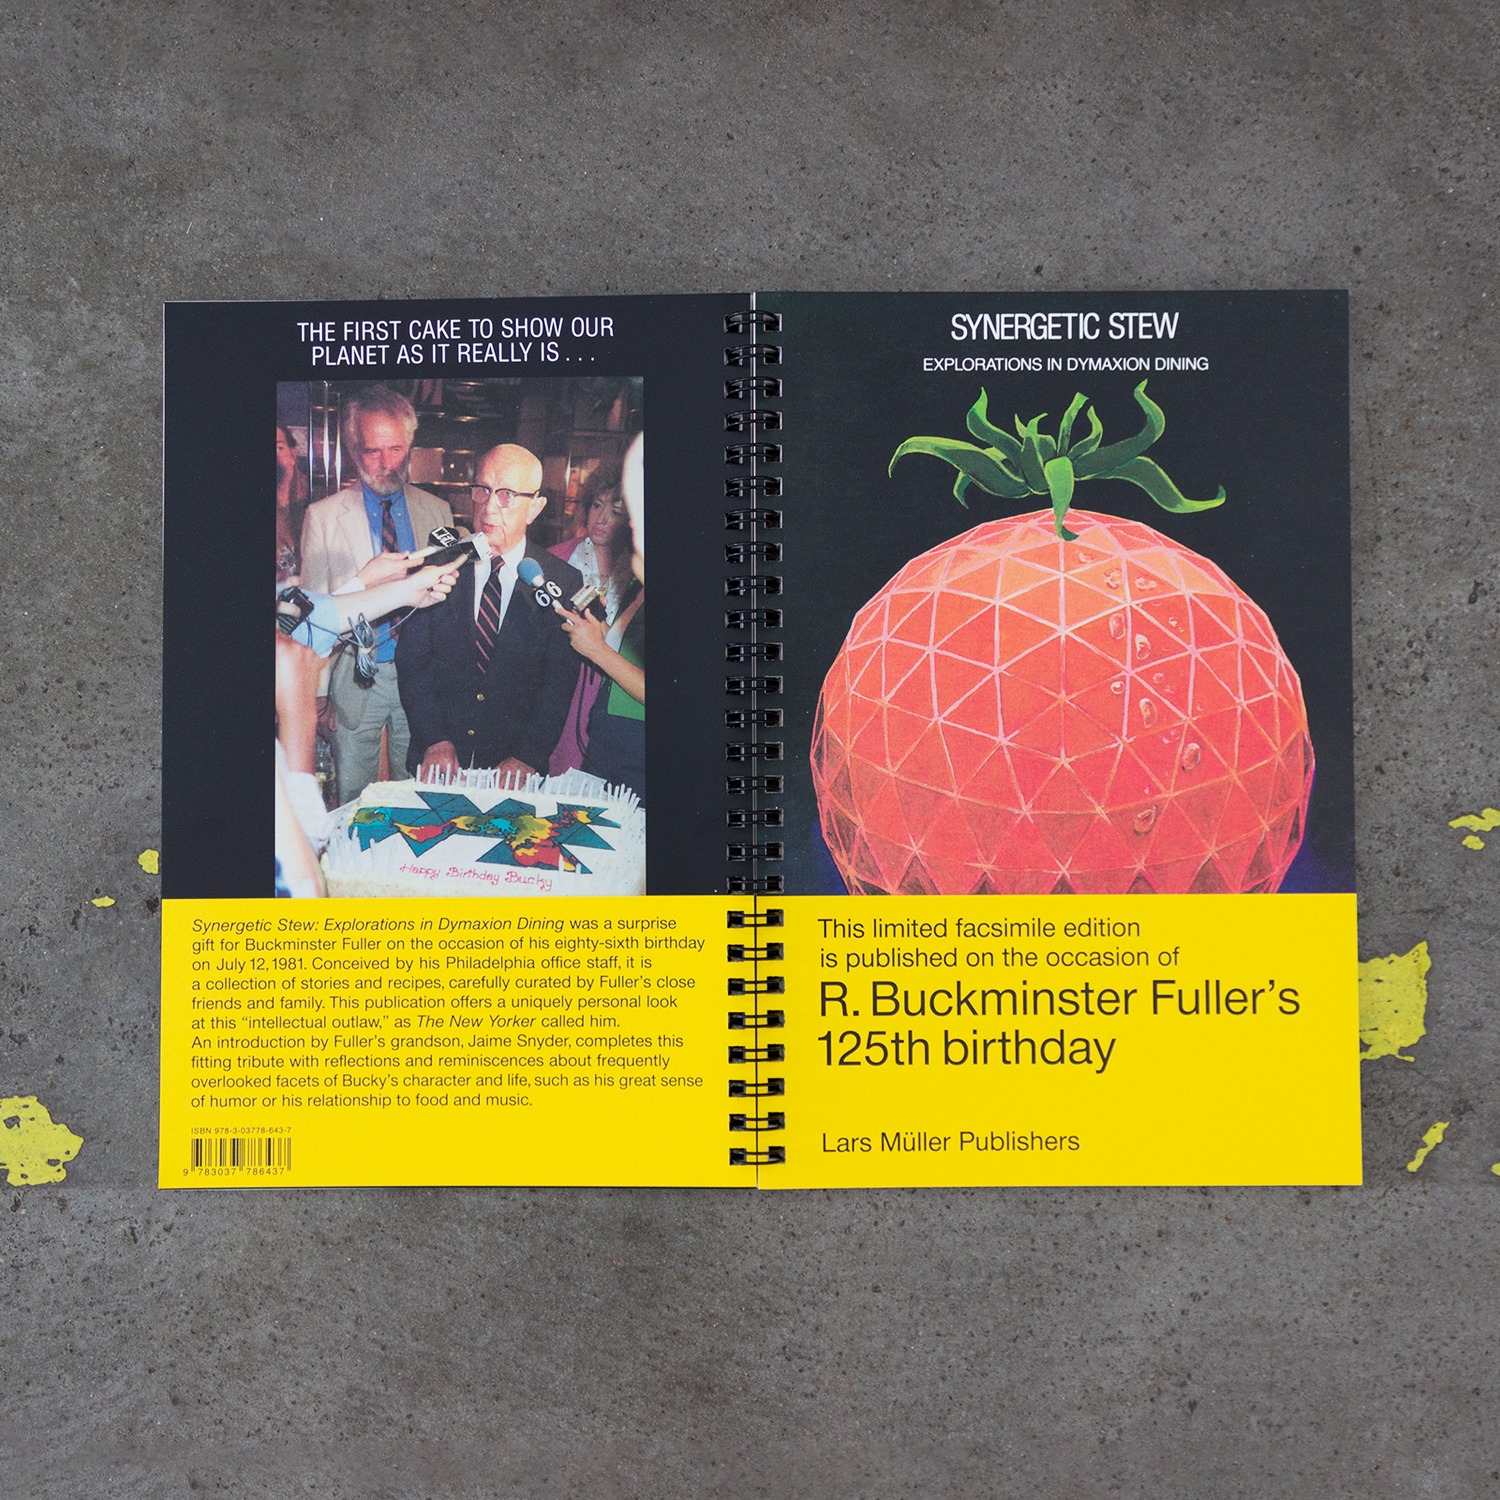 THE FIRST CAKE TO SHOW OUR
PLANET AS IT REALLY IS . . .
66
Happy Birthday Bucky
Synergetic Stew: Explorations in Dymaxion Dining was a surprise
gift for Buckminster Fuller on the occasion of his eighty-sixth birthday
on July 12, 1981. Conceived by his Philadelphia office staff, it is
a collection of stories and recipes, carefully curated by Fuller’s close
friends and family. This publication offers a uniquely personal look
at this “intellectual outlaw,” as The New Yorker called him.
An introduction by Fuller’s grandson, Jaime Snyder, completes this
fitting tribute with reflections and reminiscences about frequently
overlooked facets of Bucky’s character and life, such as his great sense
of humor or his relationship to food and music.
ISBN 978-3-03778-643-7
9 783037 786437
SYNERGETIC STEW
EXPLORATIONS IN DYMAXION DINING
This limited facsimile edition
is published on the occasion of
R. Buckminster Fuller’s
125th birthday
Lars Müller Publishers